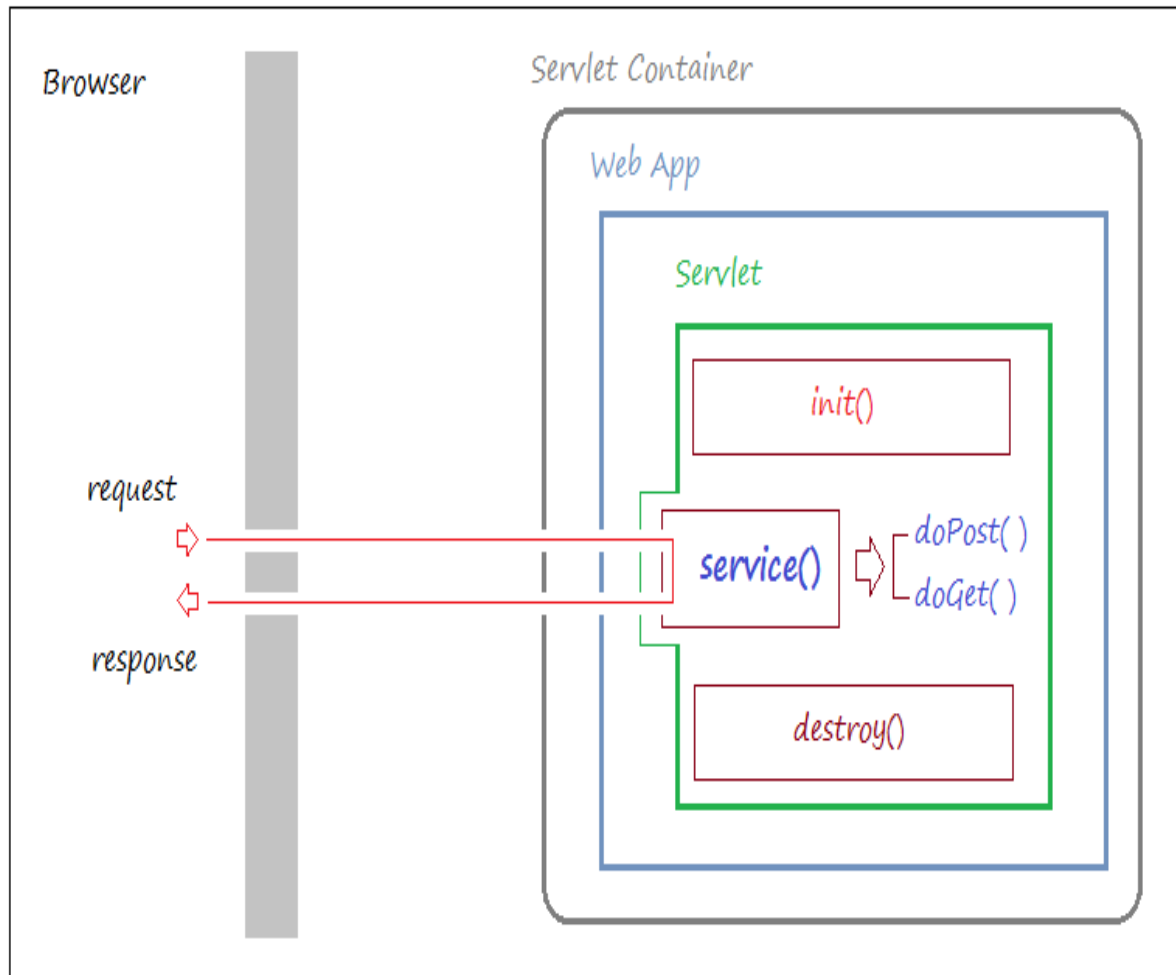 Browser
Servlet Container
Web App
Servlet
init()
request
service()
doPost( )
doGet( )
response
destroy()